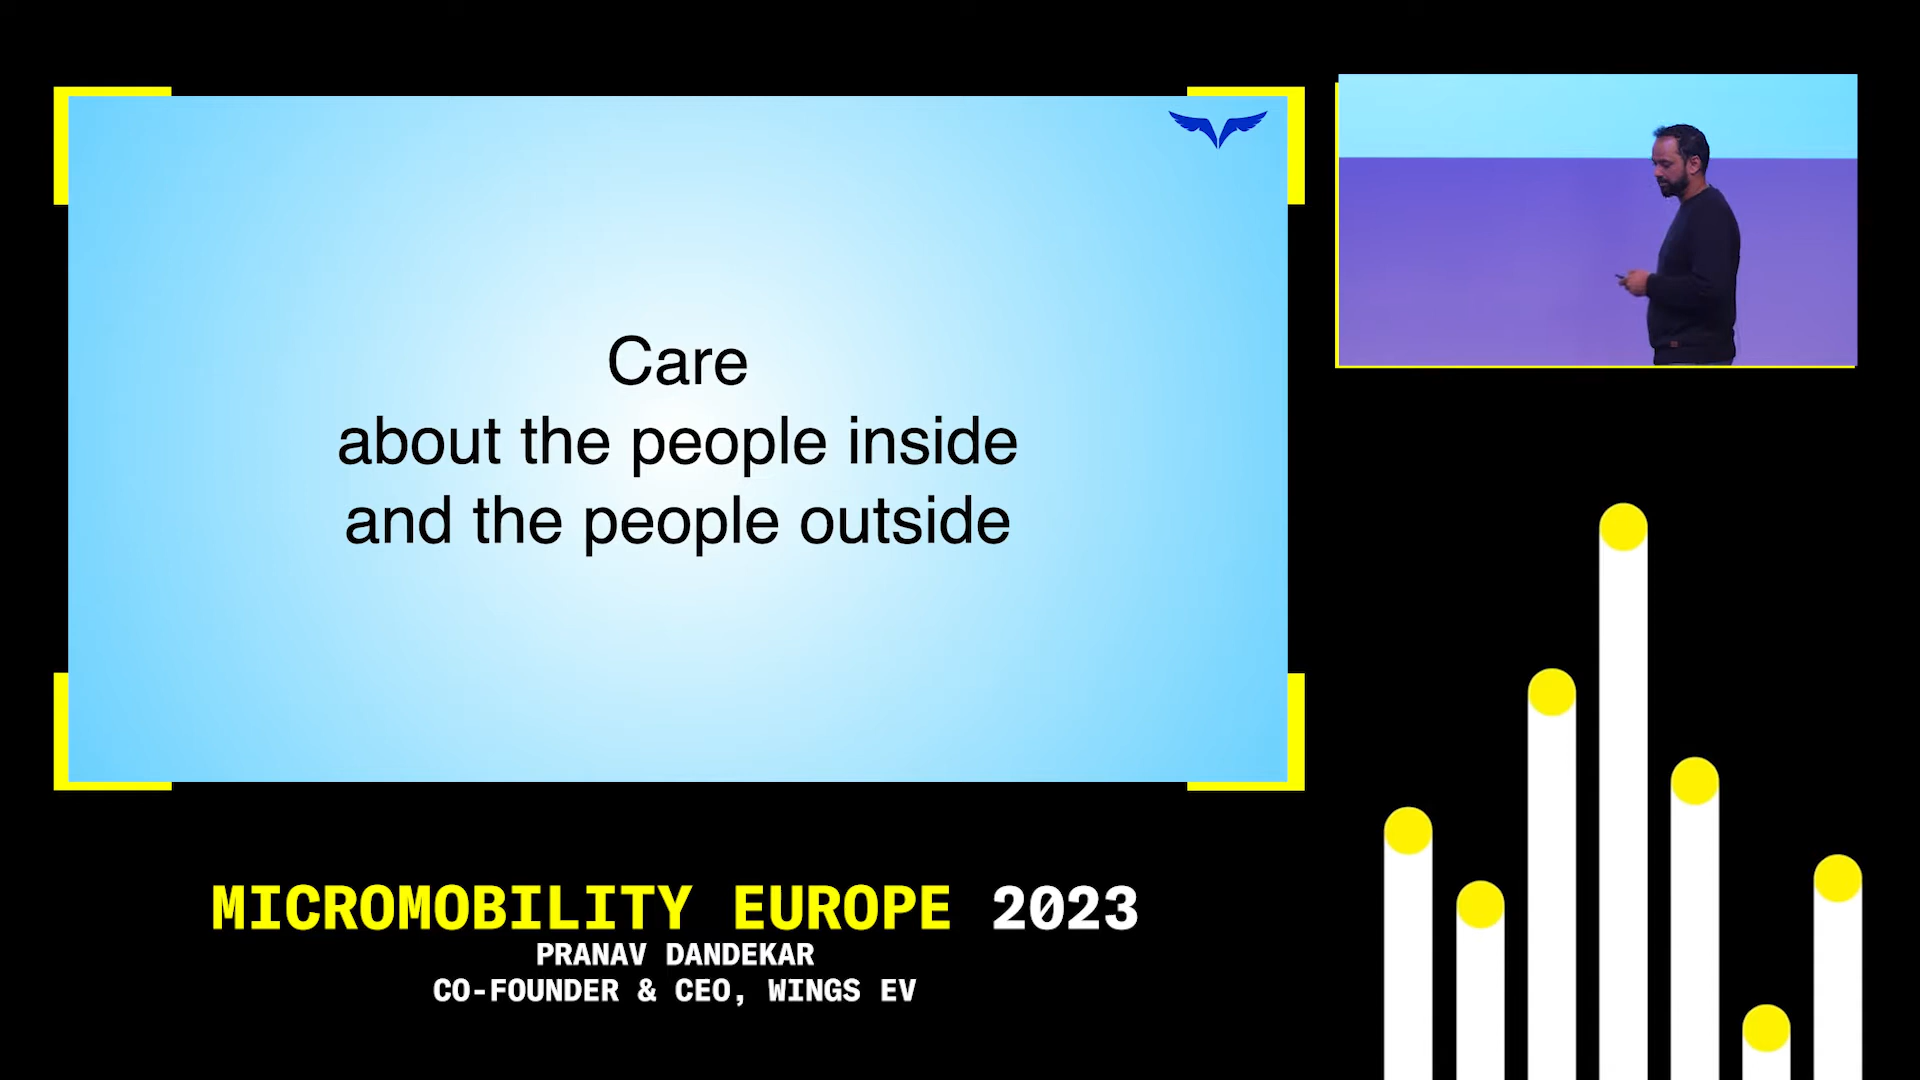 Care
about the people inside
and the people outside
MICROMOBILITY EUROPE 2023
PRANAV DANDEKAR
CO-FOUNDER & CEO, WINGS EV